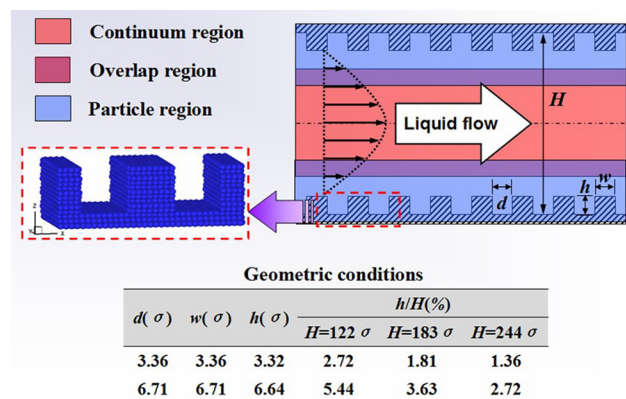 Continuum region
Overlap region
Particle region
H
Liquid flow
w
h
d
z
Y
x
Geometric conditions
d( σ) w( σ) h( σ) h/H(%)
H=122 σ H=183 σ H=244 σ
3.36 3.36 3.32 2.72 1.81 1.36
6.71 6.71 6.64 5.44 3.63 2.72